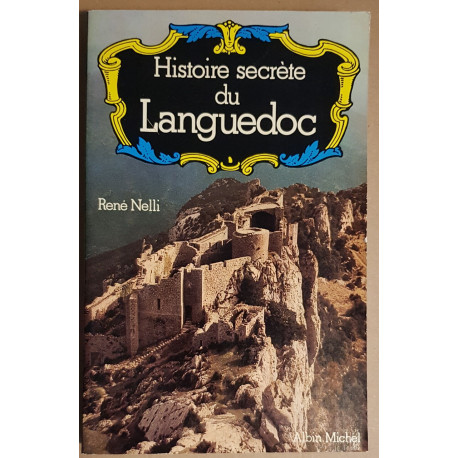 Histoire secrète
du
Languedoc
René Nelli
Albin Michel